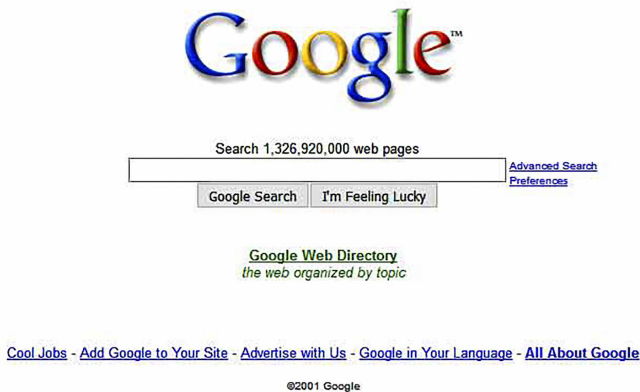 Google™
Search 1,326,920,000 web pages
Advanced Search
Preferences
Google Search I'm Feeling Lucky
Google Web Directory
the web organized by topic
Cool Jobs - Add Google to Your Site - Advertise with Us - Google in Your Language - All About Google
©2001 Google